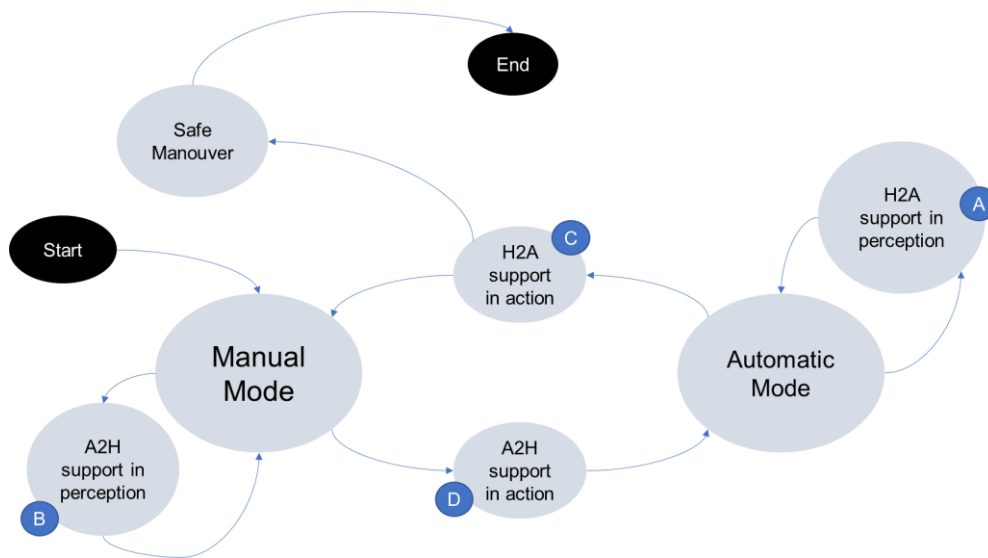 End
Safe
Manouver
H2A
support in
perception
A
Start
C
H2A
support
in action
Manual
Mode
Automatic
Mode
A2H
support in
perception
B
A2H
support
in action
D